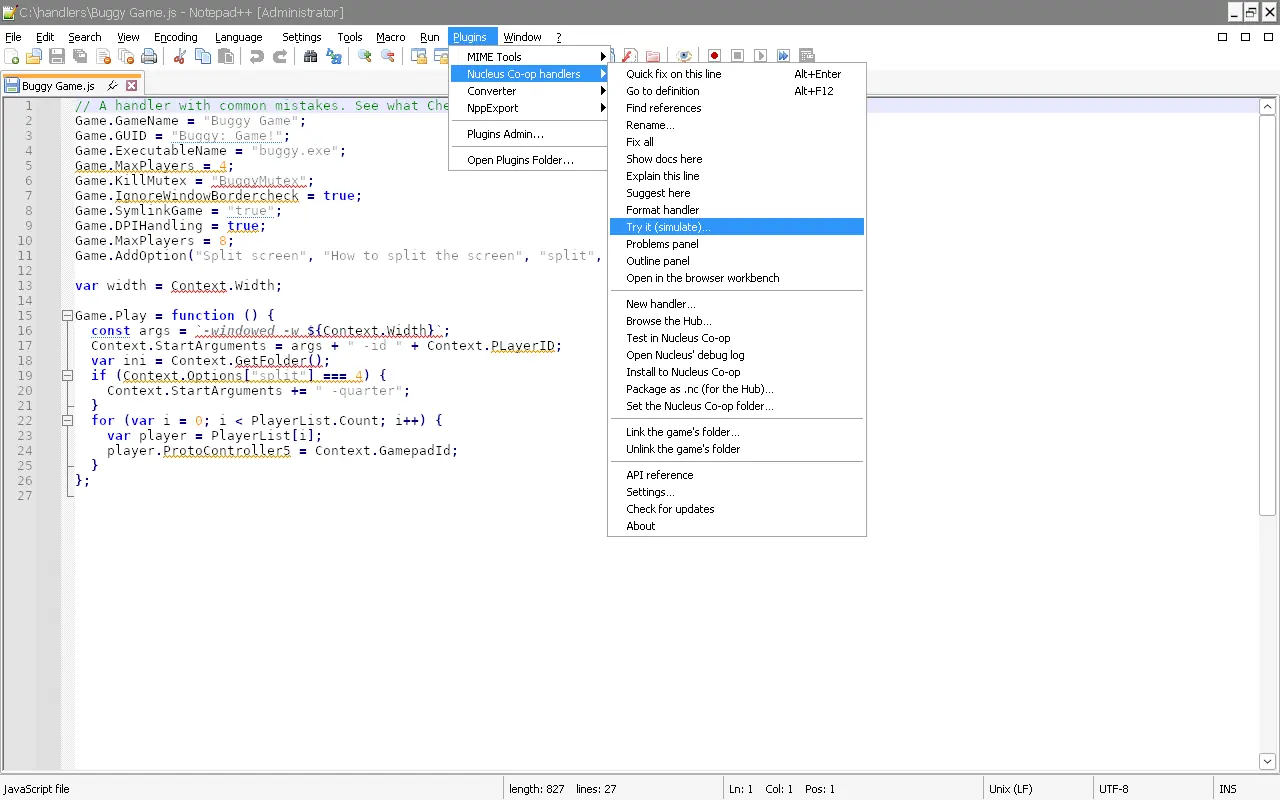 C:\handlers\Buggy Game.js - Notepad++ [Administrator]
File Edit Search View Encoding Language Settings Tools Macro Run Plugins Window ?
Buggy Game.js
1 // A handler with common mistakes. See what Che
2 Game.GameName = "Buggy Game";
3 Game.GUID = "Buggy: Game!";
4 Game.ExecutableName = "buggy.exe";
5 Game.MaxPlayers = 4;
6 Game.KillMutex = "BuggyMutex";
7 Game.IgnoreWindowBordercheck = true;
8 Game.SymlinkGame = "true";
9 Game.DPIHandling = true;
10 Game.MaxPlayers = 8;
11 Game.AddOption("Split screen", "How to split the screen", "split",
12
13 var width = Context.Width;
14
15 Game.Play = function () {
16 const args = `-windowed -w ${Context.Width}`;
17 Context.StartArguments = args + " -id " + Context.PLayerID;
18 var ini = Context.GetFolder();
19 if (Context.Options["split"] === 4) {
20 Context.StartArguments += " -quarter";
21 }
22 for (var i = 0; i < PlayerList.Count; i++) {
23 var player = PlayerList[i];
24 player.ProtoController5 = Context.GamepadId;
25 }
26 };
27
MIME Tools
Nucleus Co-op handlers
Converter
NppExport
Plugins Admin...
Open Plugins Folder...
Quick fix on this line Alt+Enter
Go to definition Alt+F12
Find references
Rename...
Fix all
Show docs here
Explain this line
Suggest here
Format handler
Try it (simulate)...
Problems panel
Outline panel
Open in the browser workbench
New handler...
Browse the Hub...
Test in Nucleus Co-op
Open Nucleus' debug log
Install to Nucleus Co-op
Package as .nc (for the Hub)...
Set the Nucleus Co-op folder...
Link the game's folder...
Unlink the game's folder
API reference
Settings...
Check for updates
About
JavaScript file length: 827 lines: 27 Ln: 1 Col: 1 Pos: 1 Unix (LF) UTF-8 INS